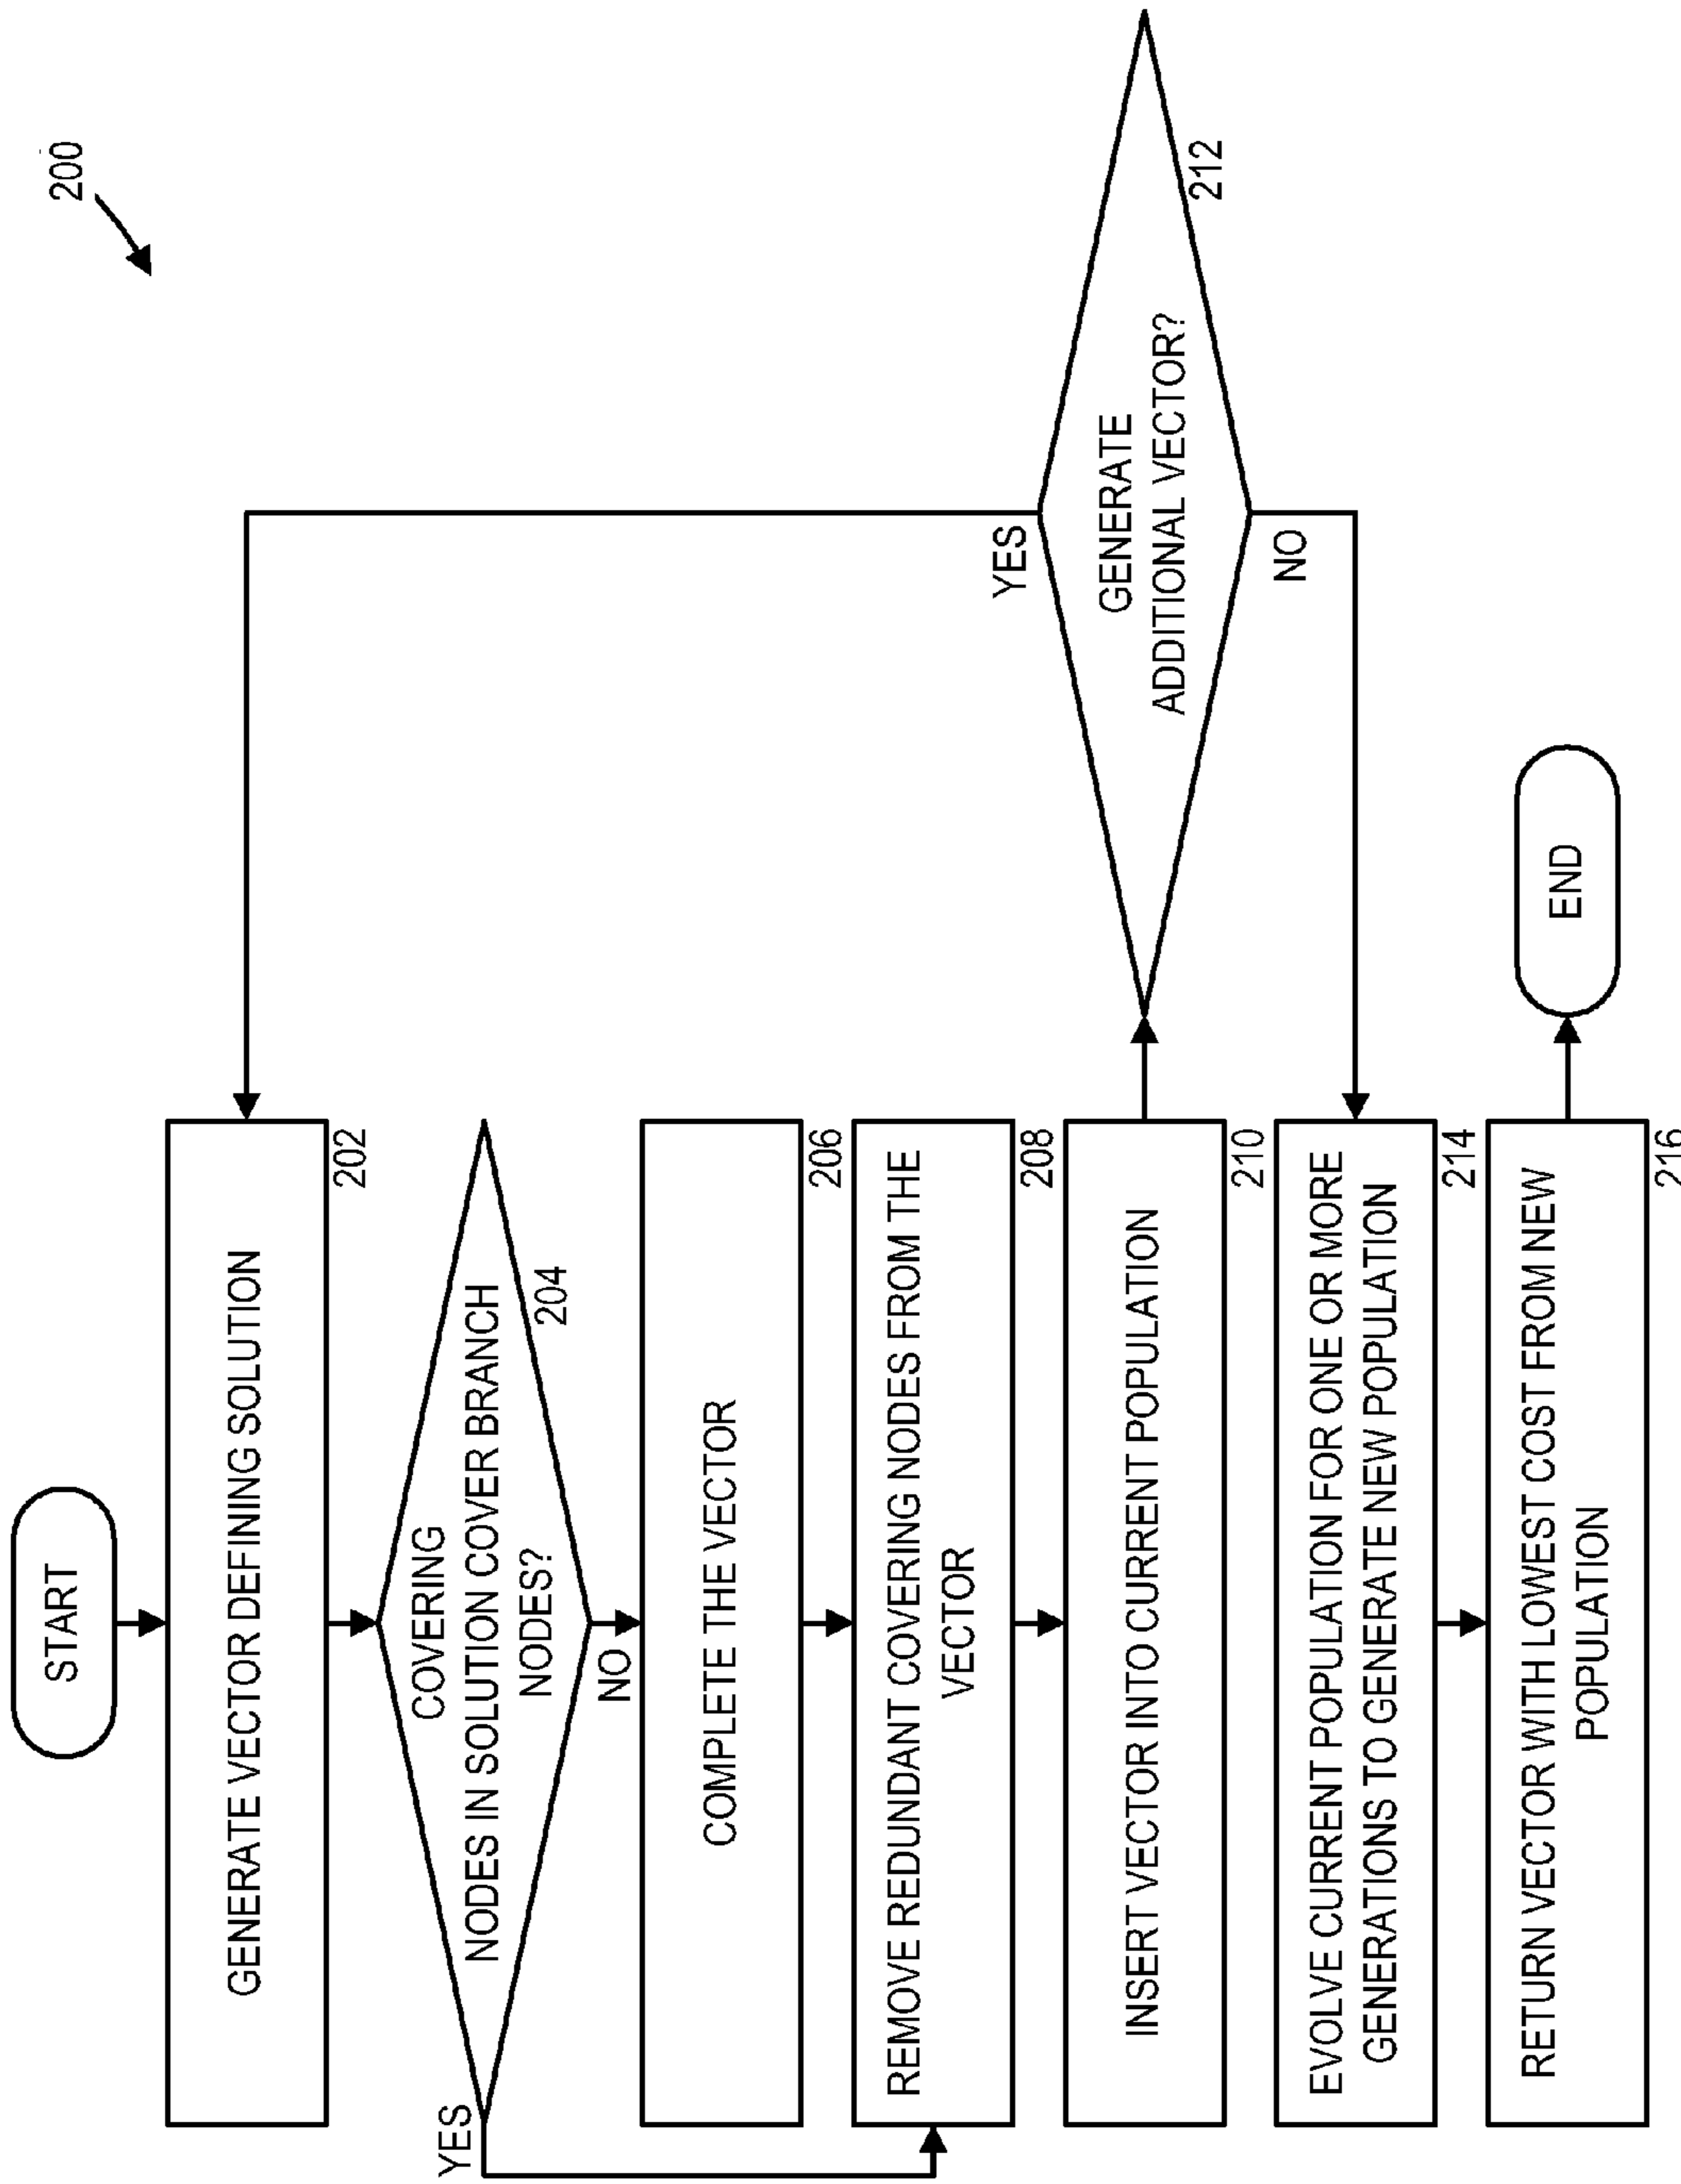 200
START
GENERATE VECTOR DEFINING SOLUTION
202
COVERING
NODES IN SOLUTION COVER BRANCH
NODES?
204
YES
NO
COMPLETE THE VECTOR
206
REMOVE REDUNDANT COVERING NODES FROM THE
VECTOR
208
INSERT VECTOR INTO CURRENT POPULATION
210
GENERATE
ADDITIONAL VECTOR?
212
YES
NO
EVOLVE CURRENT POPULATION FOR ONE OR MORE
GENERATIONS TO GENERATE NEW POPULATION
214
RETURN VECTOR WITH LOWEST COST FROM NEW
POPULATION
216
END